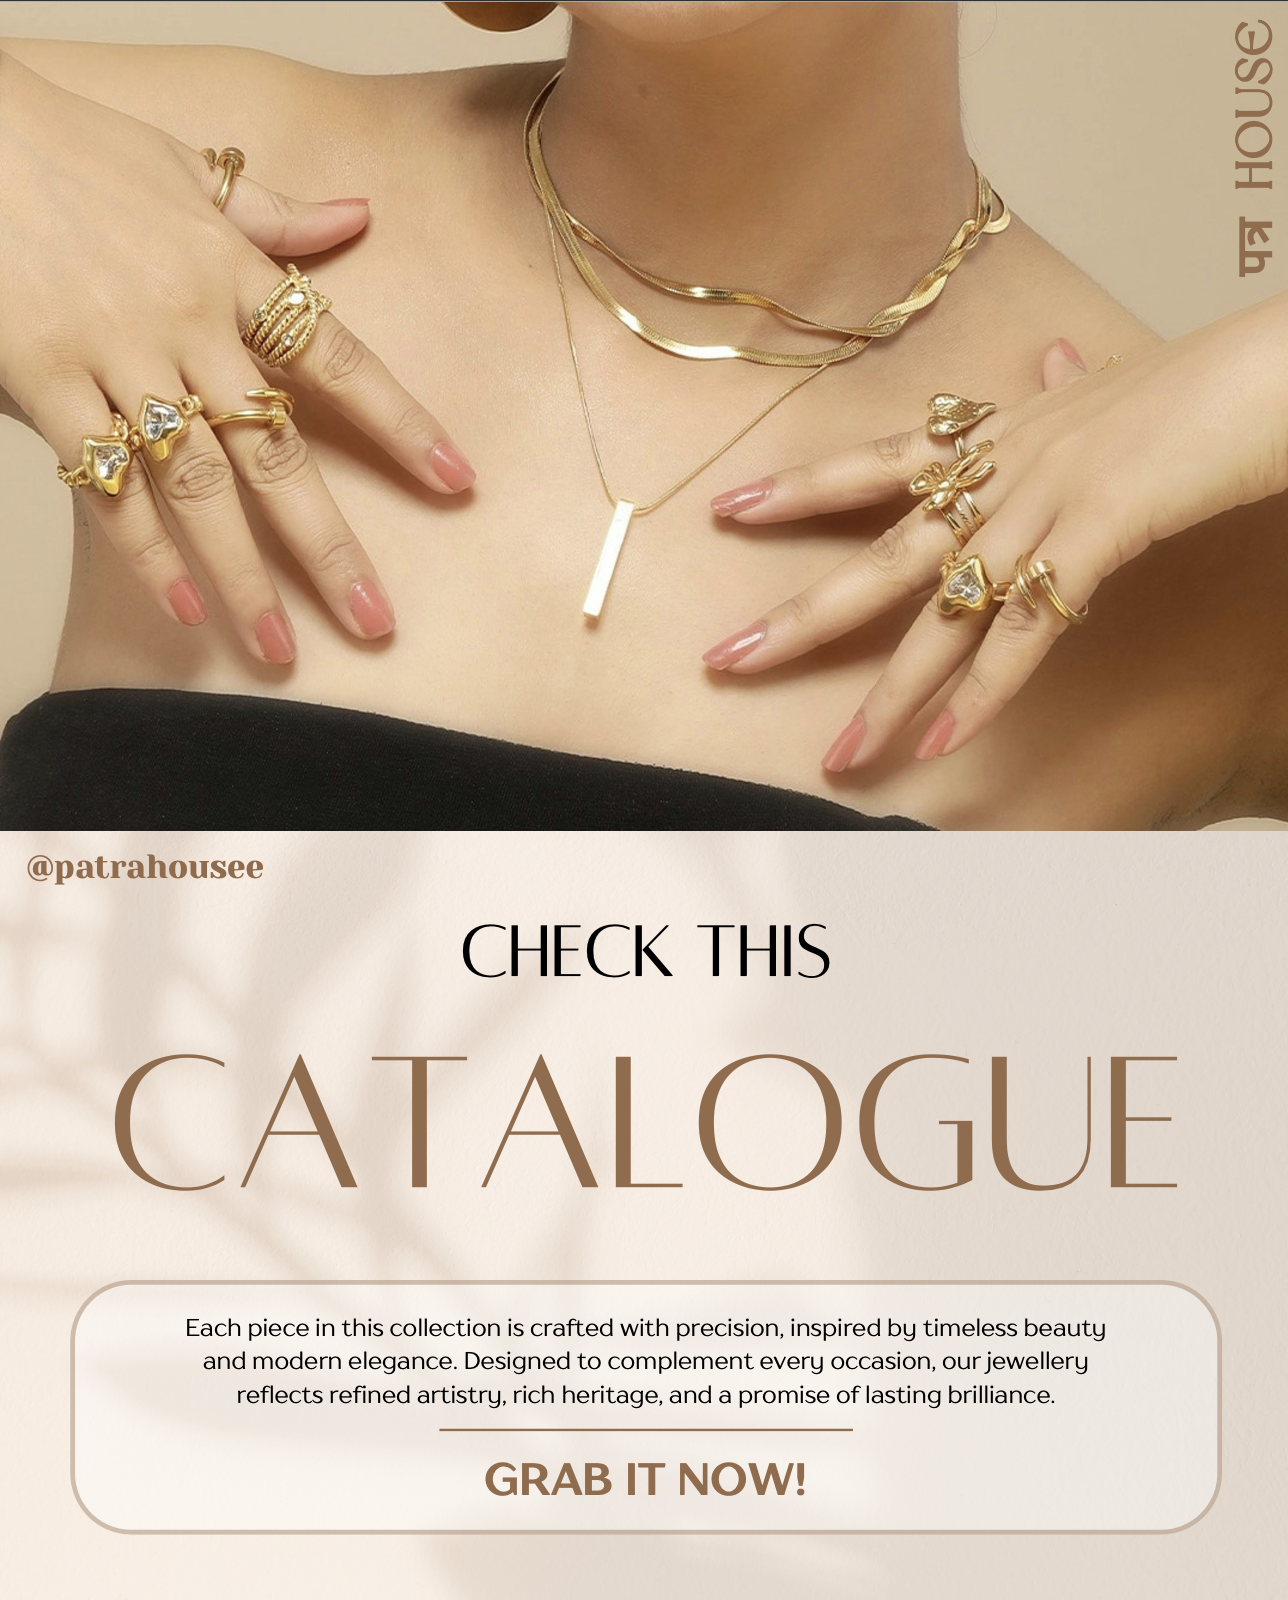 पत्र HOUSE
@patrahousee
CHECK THIS
CATALOGUE
Each piece in this collection is crafted with precision, inspired by timeless beauty
and modern elegance. Designed to complement every occasion, our jewellery
reflects refined artistry, rich heritage, and a promise of lasting brilliance.
GRAB IT NOW!